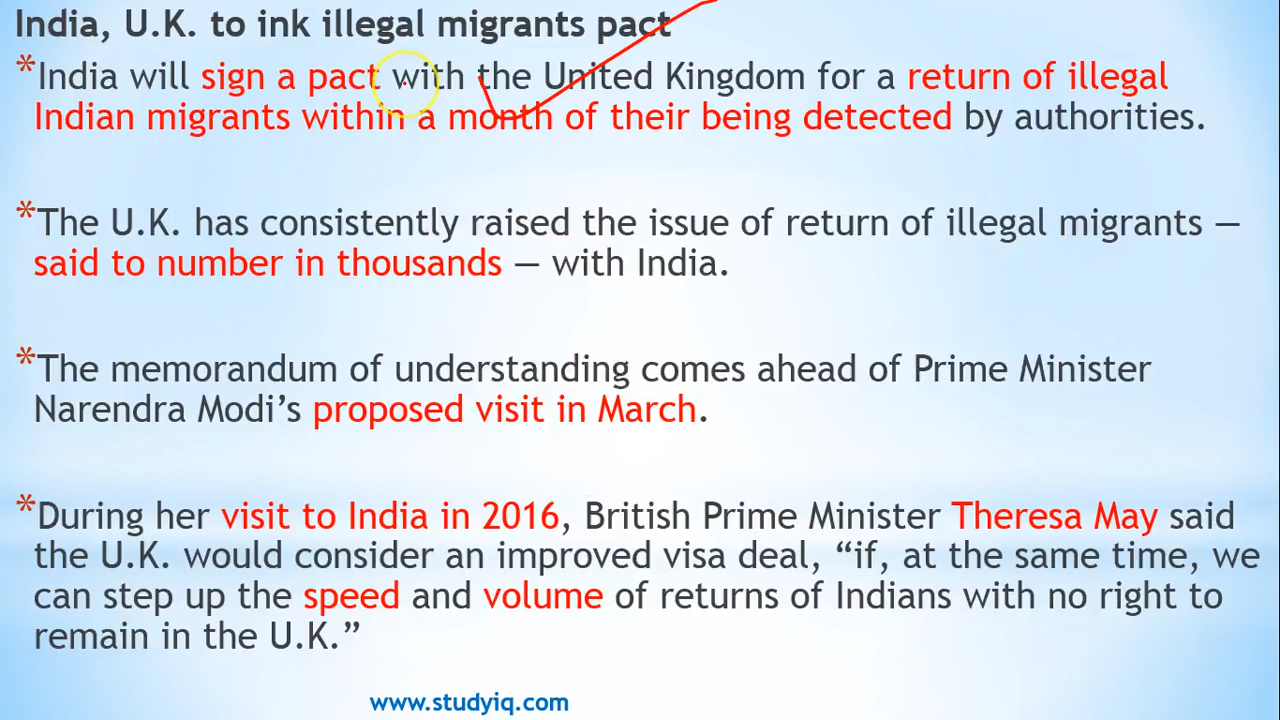 India, U.K. to ink illegal migrants pact
*India will sign a pact with the United Kingdom for a return of illegal
Indian migrants within a month of their being detected by authorities.
*The U.K. has consistently raised the issue of return of illegal migrants —
said to number in thousands — with India.
*The memorandum of understanding comes ahead of Prime Minister
Narendra Modi’s proposed visit in March.
*During her visit to India in 2016, British Prime Minister Theresa May said
the U.K. would consider an improved visa deal, “if, at the same time, we
can step up the speed and volume of returns of Indians with no right to
remain in the U.K.”
www.studyiq.com